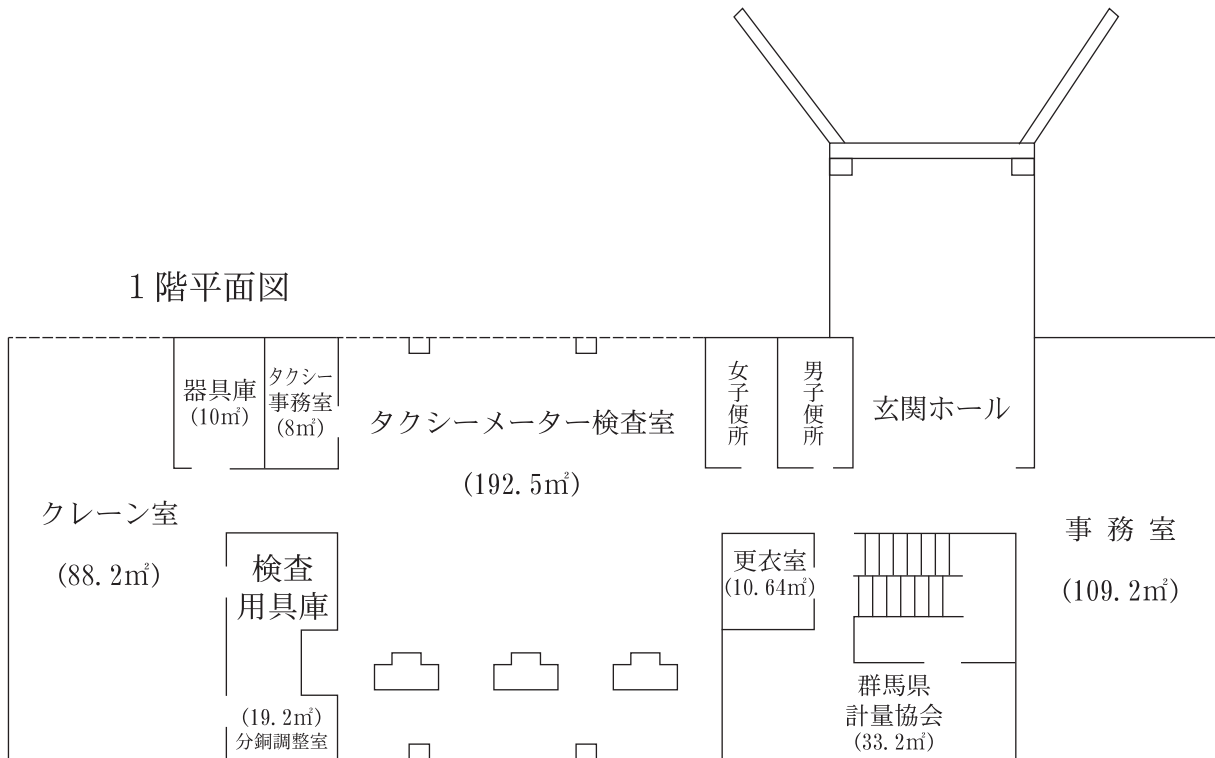 1階平面図
器具庫
(10㎡)
タクシー
事務室
(8㎡)
タクシーメーター検査室
(192.5㎡)
女子便所
男子便所
玄関ホール
クレーン室
(88.2㎡)
検査
用具庫
(19.2㎡)
分銅調整室
更衣室
(10.64㎡)
群馬県
計量協会
(33.2㎡)
事務室
(109.2㎡)